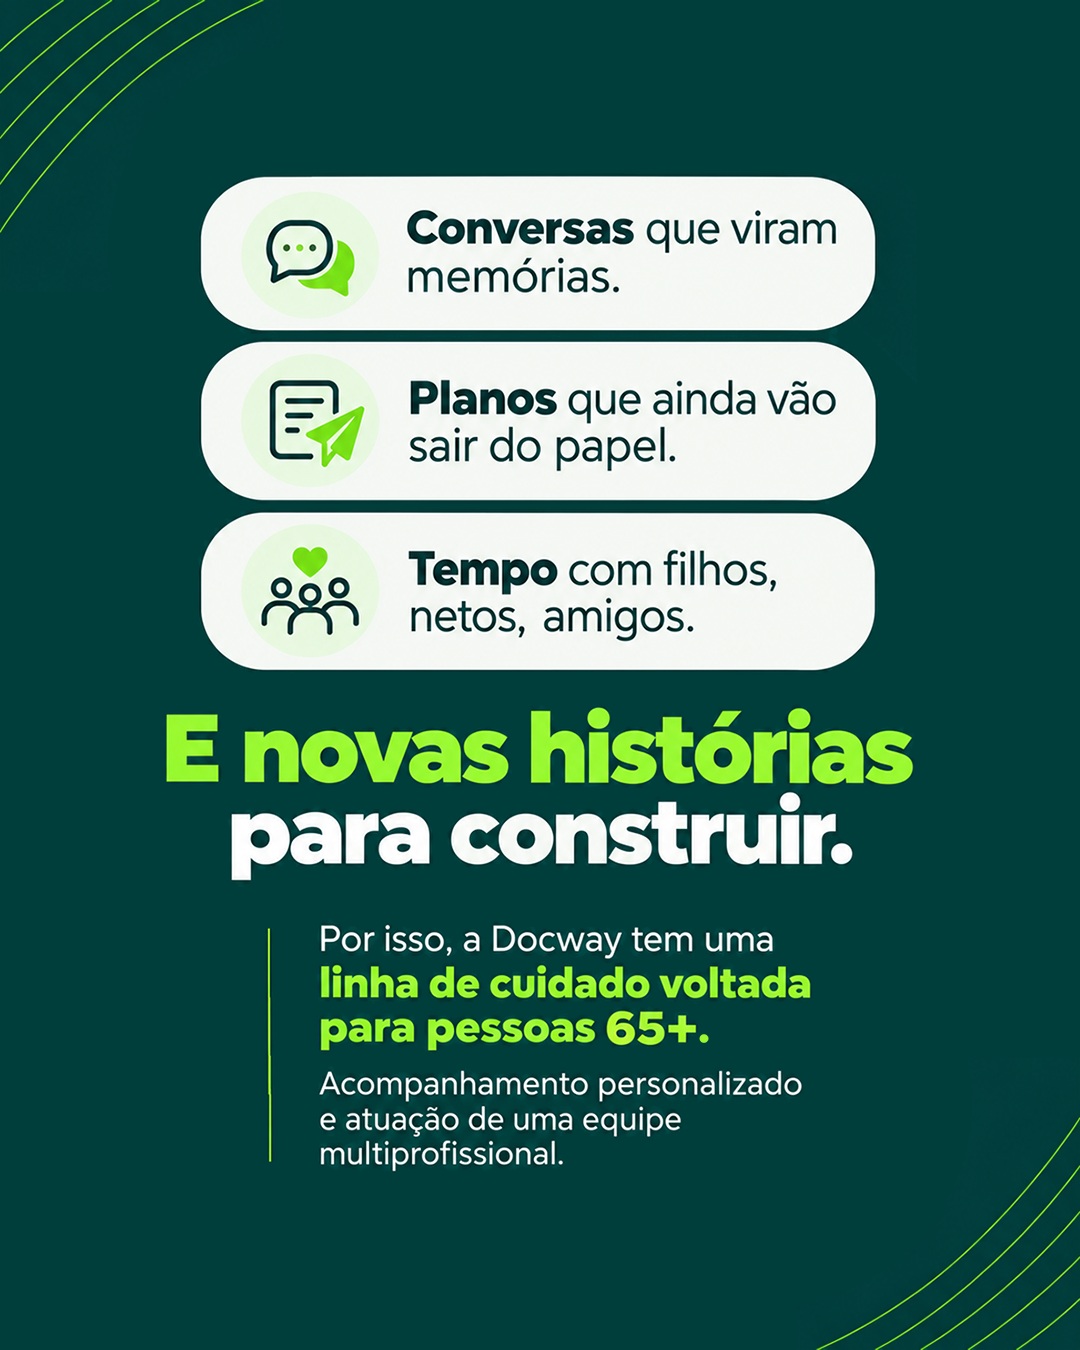 Conversas que viram
memórias.
Planos que ainda vão
sair do papel.
Tempo com filhos,
netos, amigos.
E novas histórias
para construir.
Por isso, a Docway tem uma
linha de cuidado voltada
para pessoas 65+.
Acompanhamento personalizado
e atuação de uma equipe
multiprofissional.